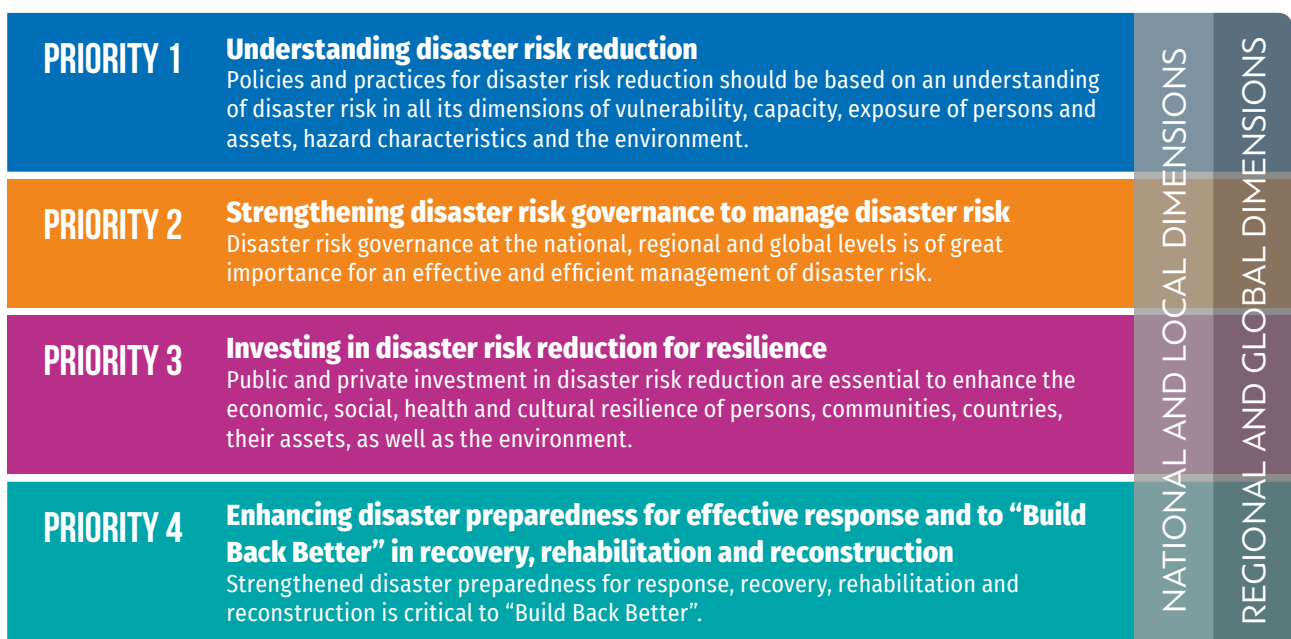 PRIORITY 1
Understanding disaster risk reduction
Policies and practices for disaster risk reduction should be based on an understanding
of disaster risk in all its dimensions of vulnerability, capacity, exposure of persons and
assets, hazard characteristics and the environment.
PRIORITY 2
Strengthening disaster risk governance to manage disaster risk
Disaster risk governance at the national, regional and global levels is of great
importance for an effective and efficient management of disaster risk.
PRIORITY 3
Investing in disaster risk reduction for resilience
Public and private investment in disaster risk reduction are essential to enhance the
economic, social, health and cultural resilience of persons, communities, countries,
their assets, as well as the environment.
PRIORITY 4
Enhancing disaster preparedness for effective response and to “Build
Back Better” in recovery, rehabilitation and reconstruction
Strengthened disaster preparedness for response, recovery, rehabilitation and
reconstruction is critical to “Build Back Better”.
NATIONAL AND LOCAL DIMENSIONS
REGIONAL AND GLOBAL DIMENSIONS